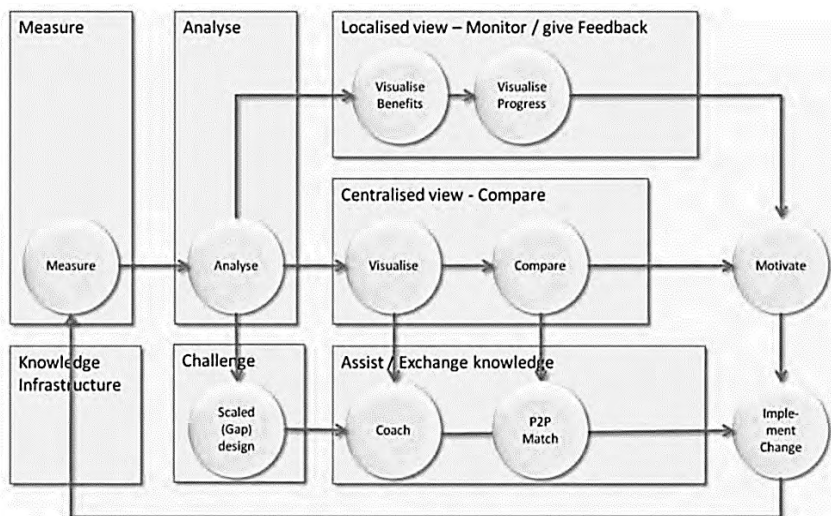 Measure
Analyse
Localised view – Monitor / give Feedback
Visualise
Benefits
Visualise
Progress
Centralised view - Compare
Measure
Analyse
Visualise
Compare
Motivate
Knowledge
Infrastructure
Challenge
Assist / Exchange knowledge
Scaled
(Gap)
design
Coach
P2P
Match
Imple-
ment
Change